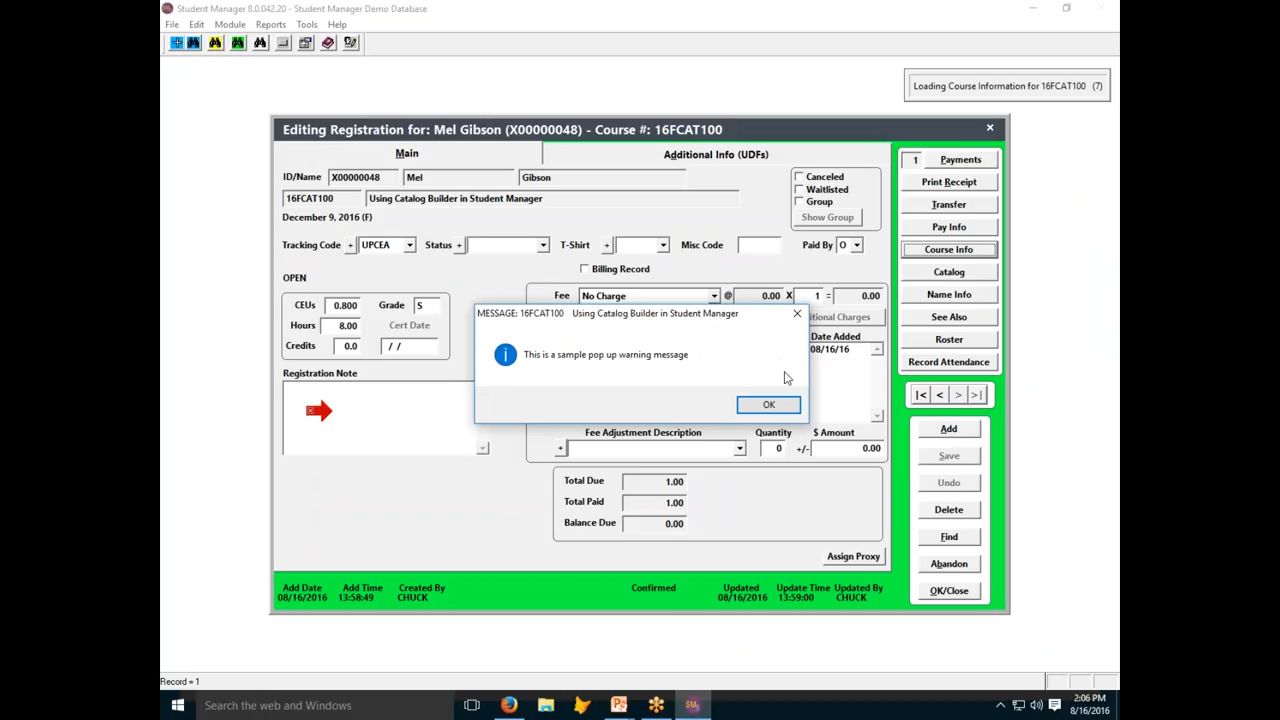 Student Manager 8.0.042.20 - Student Manager Demo Database
File Edit Module Reports Tools Help
Loading Course Information for 16FCAT100 (7)
Editing Registration for: Mel Gibson (X00000048) - Course #: 16FCAT100
Main
Additional Info (UDFs)
ID/Name X00000048 Mel Gibson
16FCAT100 Using Catalog Builder in Student Manager
December 9, 2016 (F)
Canceled
Waitlisted
Group
Show Group
Tracking Code + UPCEA Status + T-Shirt + Misc Code Paid By O
Billing Record
OPEN
Fee No Charge @ 0.00 X 1 = 0.00
CEUs 0.800 Grade S
Hours 8.00 Cert Date
Credits 0.0 / /
itional Charges
Date Added
08/16/16
Registration Note
MESSAGE: 16FCAT100 Using Catalog Builder in Student Manager
This is a sample pop up warning message
OK
Fee Adjustment Description Quantity $ Amount
+ 0 +/- 0.00
Total Due 1.00
Total Paid 1.00
Balance Due 0.00
Assign Proxy
Add Date Add Time Created By Confirmed Updated Update Time Updated By
08/16/2016 13:58:49 CHUCK 08/16/2016 13:59:00 CHUCK
1 Payments
Print Receipt
Transfer
Pay Info
Course Info
Catalog
Name Info
See Also
Roster
Record Attendance
|< < > >|
Add
Save
Undo
Delete
Find
Abandon
OK/Close
Record = 1
Search the web and Windows
SM
2:06 PM
8/16/2016